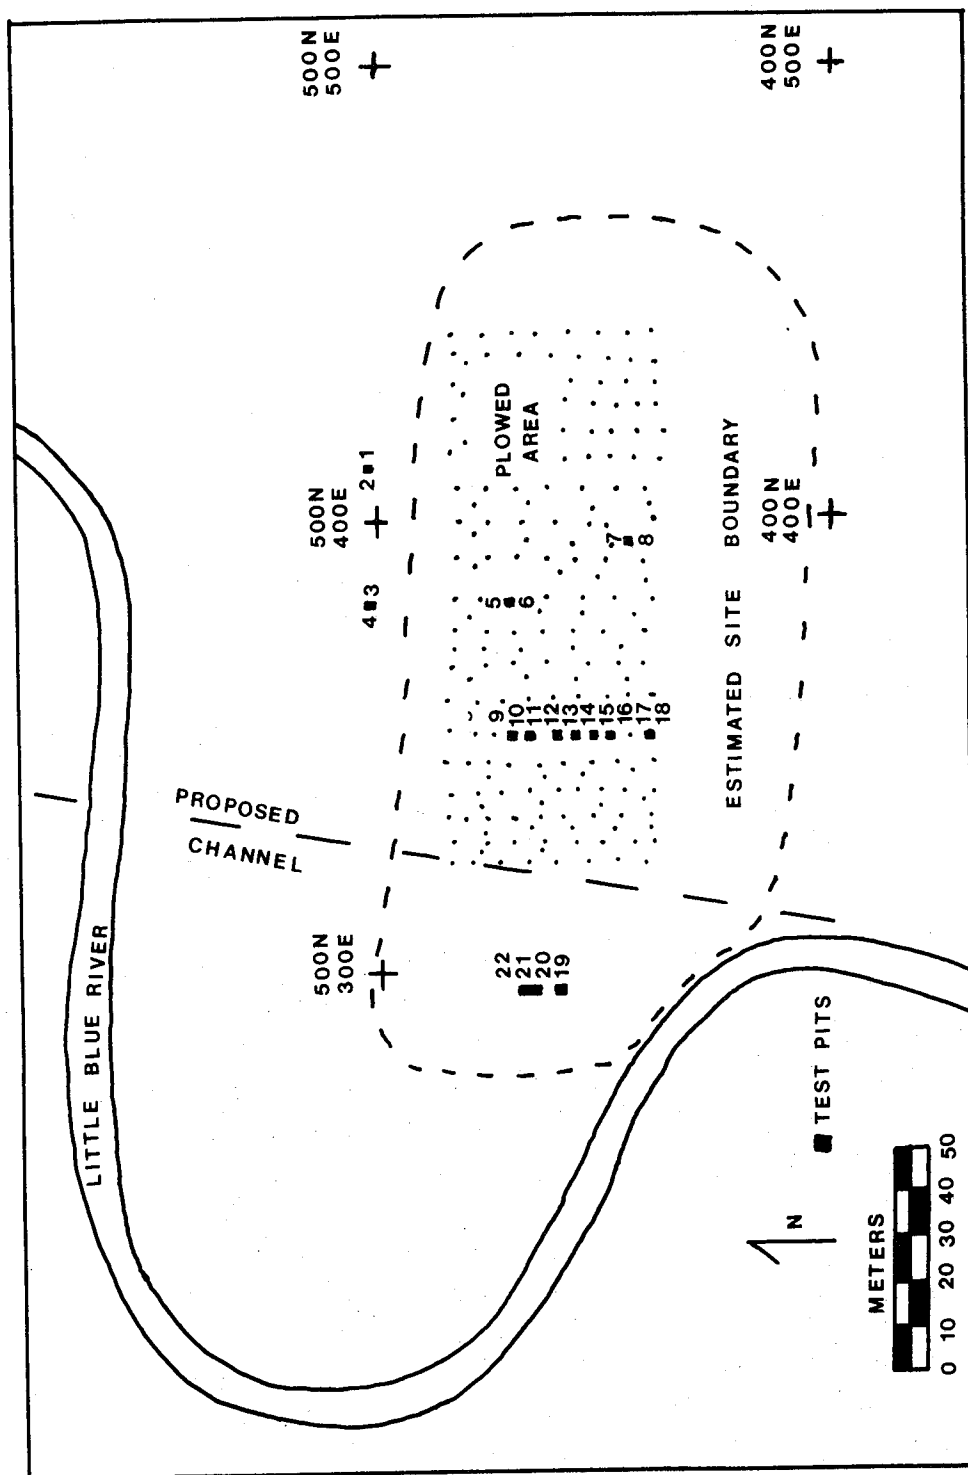 500N
500E
400N
500E
500N
400E
2 1
4 3
PLOWED
AREA
5
6
7
8
9
10
11
12
13
14
15
16
17
18
ESTIMATED SITE BOUNDARY
400N
400E
PROPOSED
CHANNEL
500N
300E
22
21
20
19
LITTLE BLUE RIVER
TEST PITS
N
METERS
0 10 20 30 40 50